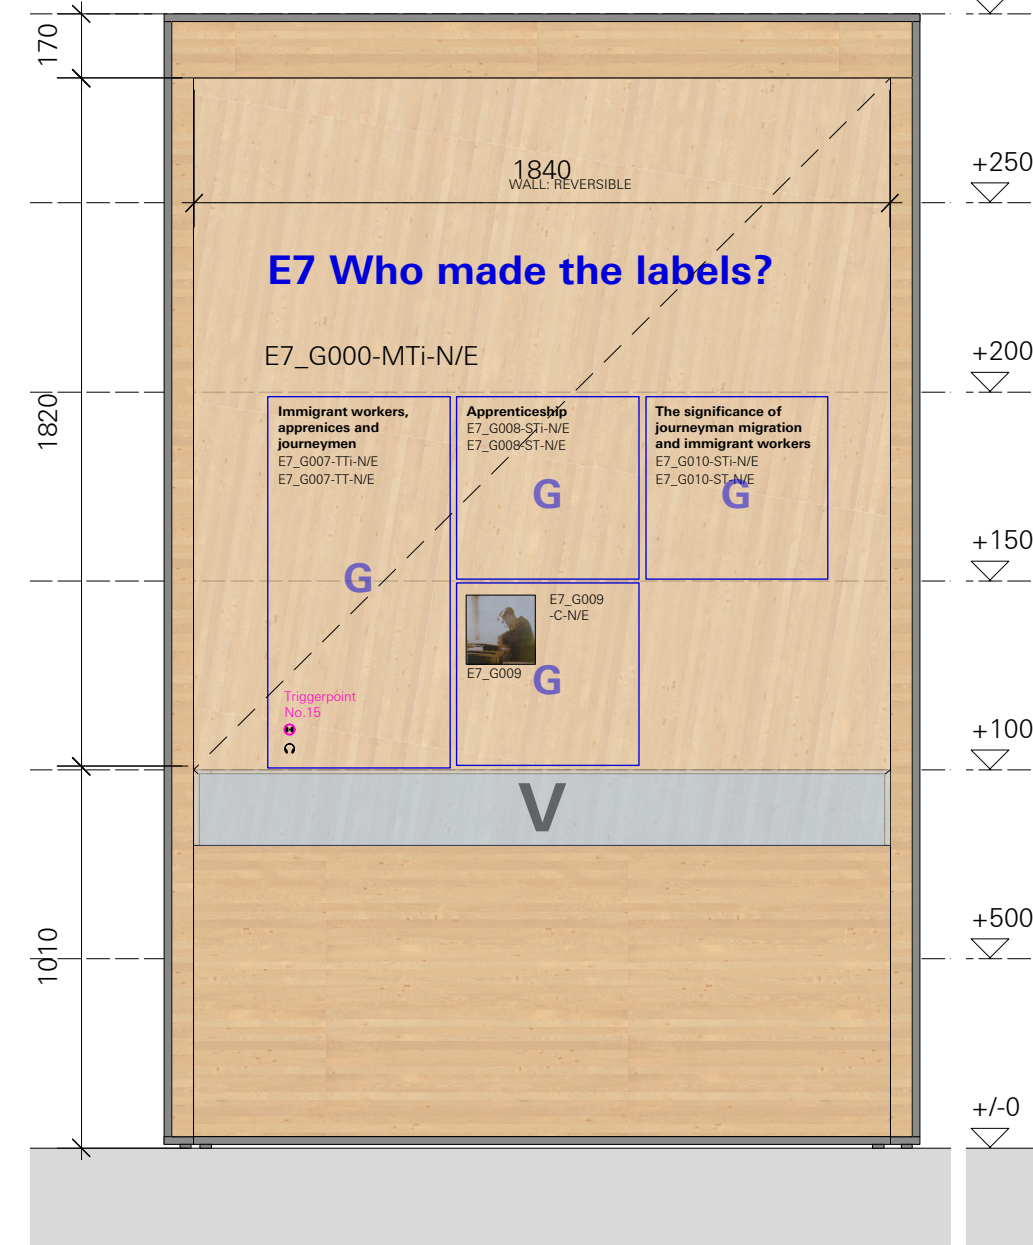 170
1840
WALL: REVERSIBLE
+250
E7 Who made the labels?
E7_G000-MTi-N/E
+200
1820
Immigrant workers,
apprenices and
journeymen
E7_G007-TTi-N/E
E7_G007-TT-N/E
G
Triggerpoint
No.15
Apprenticeship
E7_G008-STi-N/E
E7_G008-ST-N/E
G
The significance of
journeyman migration
and immigrant workers
E7_G010-STi-N/E
E7_G010-ST-N/E
G
+150
E7_G009
-C-N/E
E7_G009
G
+100
V
+500
1010
+/-0